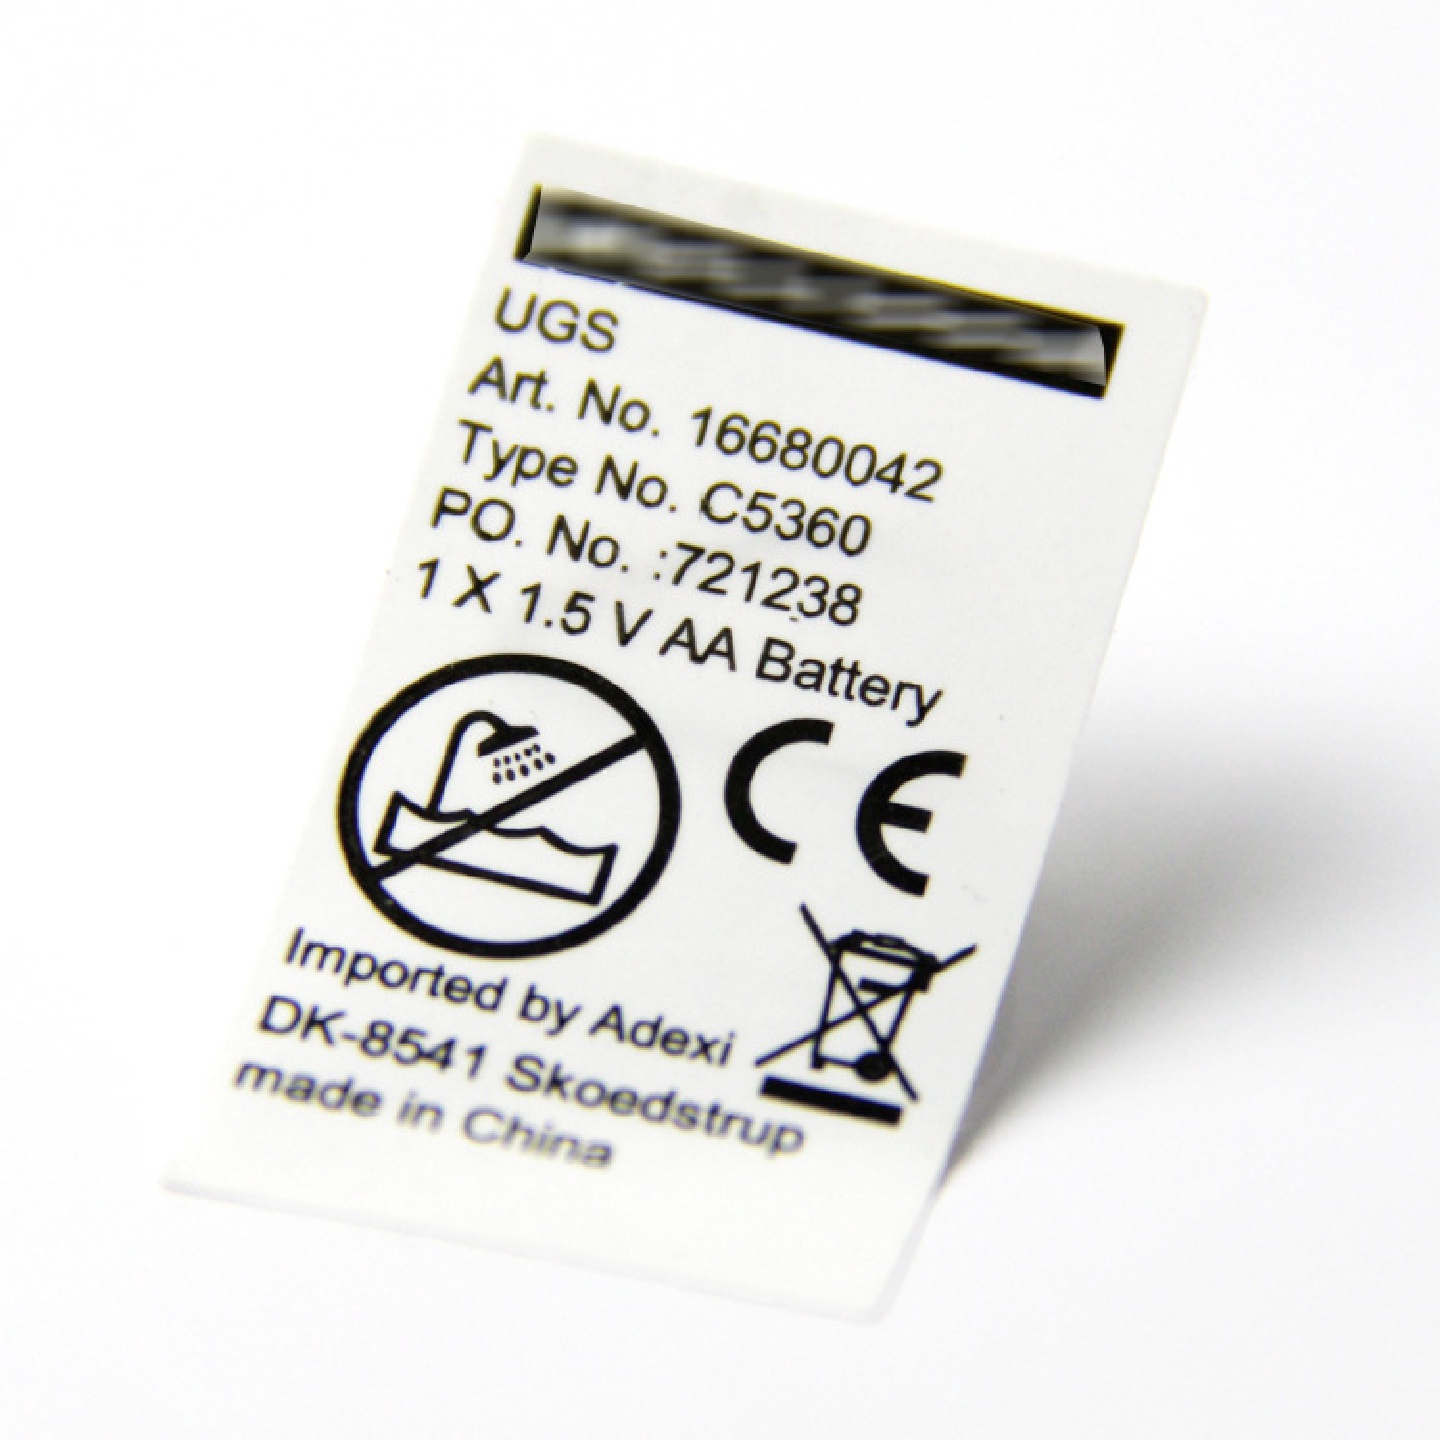 UGS
Art. No. 16680042
Type No. C5360
PO. No. :721238
1 X 1.5 V AA Battery
CE
Imported by Adexi
DK-8541 Skoedstrup
made in China